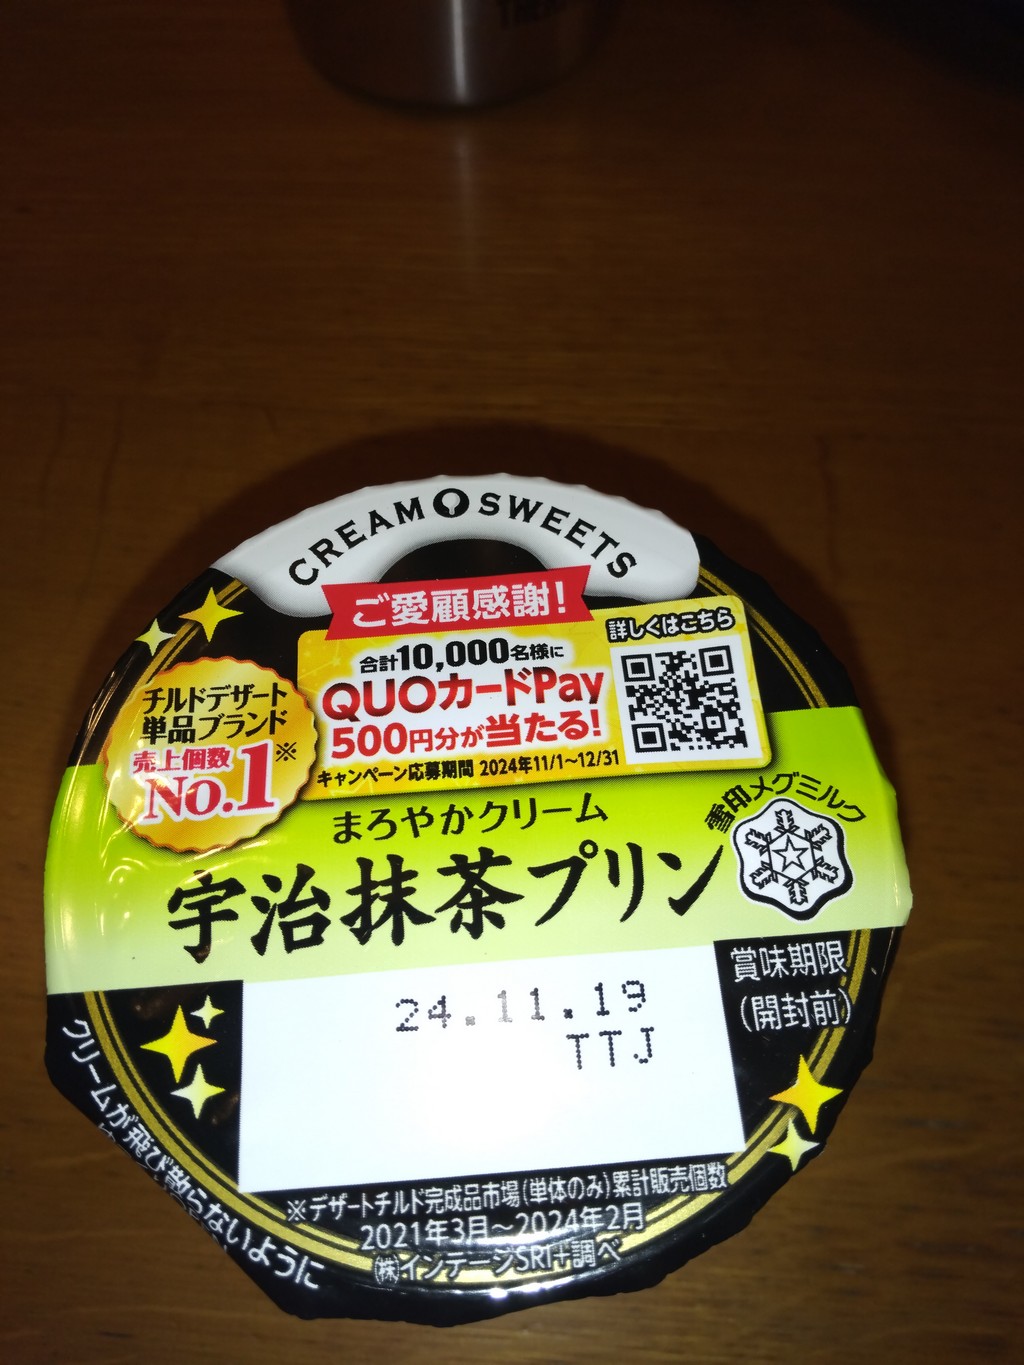 CREAM SWEETS
ご愛顧感謝!
合計10,000名様に
QUOカードPay
500円分が当たる!
キャンペーン応募期間 2024年11/1~12/31
詳しくはこちら
チルドデザート
単品ブランド
売上個数※
No.1
まろやかクリーム
宇治抹茶プリン
雪印メグミルク
賞味期限
(開封前)
24.11.19
TTJ
クリームが飛び散らないように
※デザートチルド完成品市場(単体のみ)累計販売個数
2021年3月~2024年2月
(株)インテージSRI+調べ